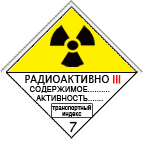 РАДИОАКТИВНО III
СОДЕРЖИМОЕ..........
АКТИВНОСТЬ........
транспортный
индекс
7